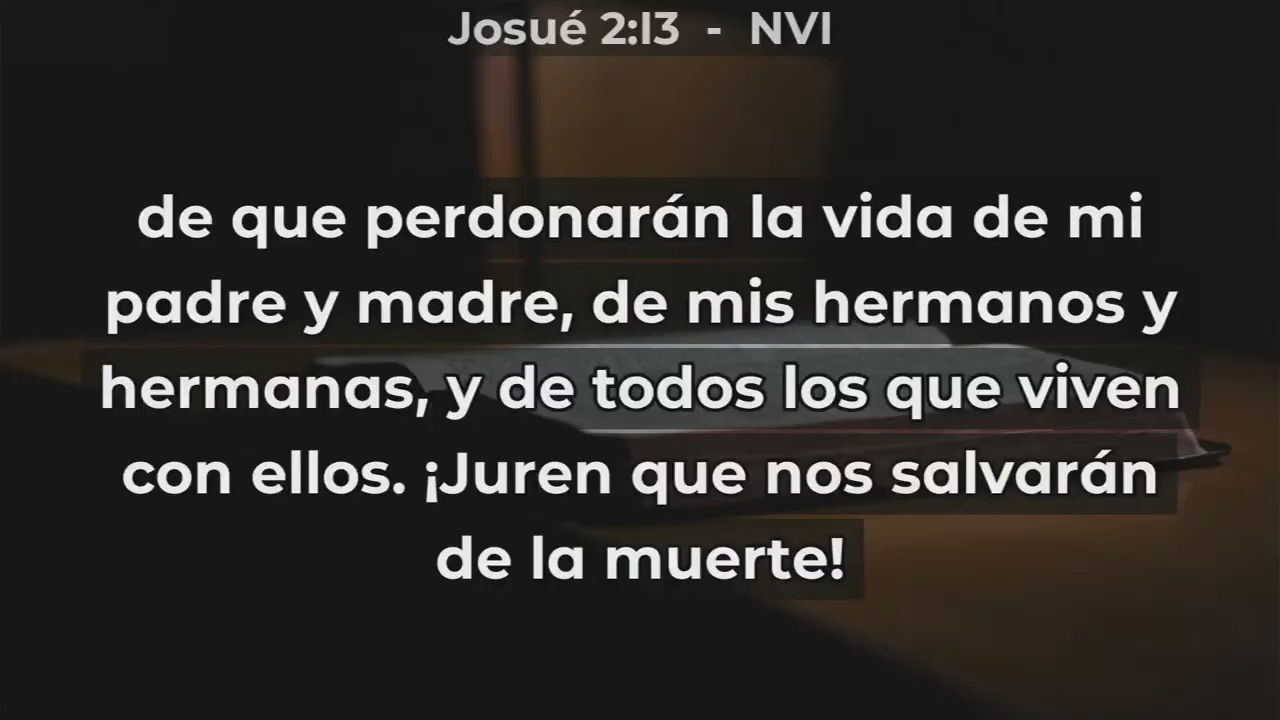 Josué 2:13 - NVI
de que perdonarán la vida de mi
padre y madre, de mis hermanos y
hermanas, y de todos los que viven
con ellos. ¡Juren que nos salvarán
de la muerte!